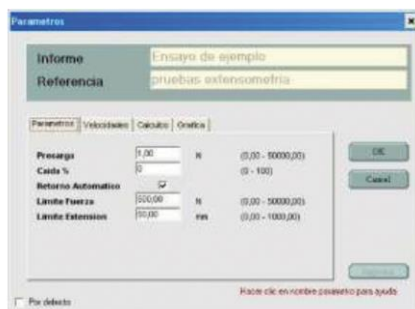 Parametros
Informe Ensayo de ejemplo
Referencia pruebas extensometria
Parametros Velocidades Calculos Grafica
Precarga 1,00 N (0,00 - 50000,00)
Caida % 0 (0 - 100)
Retorno Automatico
Limite Fuerza 500,00 N (0,00 - 50000,00)
Limite Extension 50,00 mm (0,00 - 1000,00)
OK
Cancel
Hacer clic en nombre parametro para ayuda
Por defecto